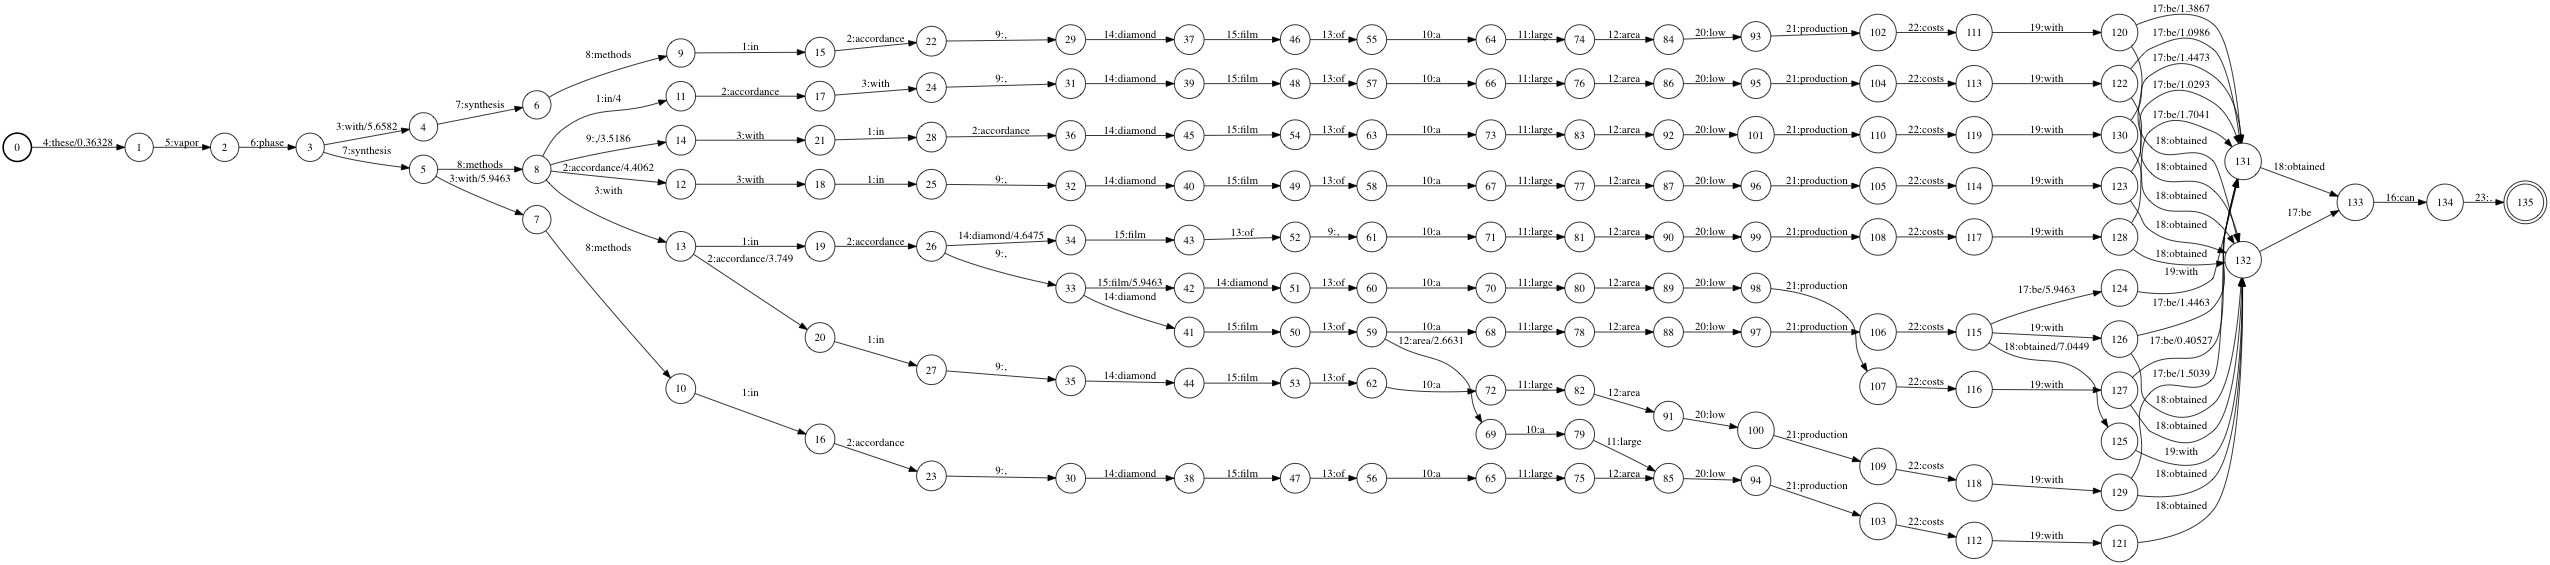 17:be/1.3867
0 4:these/0.36328 1 5:vapor 2 6:phase 3 3:with/5.6582 4 7:synthesis 6 8:methods 9 1:in 15 2:accordance 22 9:, 29 14:diamond 37 15:film 46 13:of 55 10:a 64 11:large 74 12:area 84 20:low 93 21:production 102 22:costs 111 19:with 120
17:be/1.0986
7:synthesis 5 8:methods 8 1:in/4 11 2:accordance 17 3:with 24 9:, 31 14:diamond 39 15:film 48 13:of 57 10:a 66 11:large 76 12:area 86 20:low 95 21:production 104 22:costs 113 19:with 122
17:be/1.4473
17:be/1.0293
9:,/3.5186 14 3:with 21 1:in 28 2:accordance 36 14:diamond 45 15:film 54 13:of 63 10:a 73 11:large 83 12:area 92 20:low 101 21:production 110 22:costs 119 19:with 130
17:be/1.7041
18:obtained 131 18:obtained
2:accordance/4.4062 12 3:with 18 1:in 25 9:, 32 14:diamond 40 15:film 49 13:of 58 10:a 67 11:large 77 12:area 87 20:low 96 21:production 105 22:costs 114 19:with 123
18:obtained
18:obtained 133 16:can 134 23:. 135
3:with 13 1:in 19 2:accordance 26 14:diamond/4.6475 34 15:film 43 13:of 52 9:, 61 10:a 71 11:large 81 12:area 90 20:low 99 21:production 108 22:costs 117 19:with 128
18:obtained 17:be
18:obtained 132
9:, 33 15:film/5.9463 42 14:diamond 51 13:of 60 10:a 70 11:large 80 12:area 89 20:low 98 21:production
17:be/5.9463 124 19:with
14:diamond 41 15:film 50 13:of 59 10:a 68 11:large 78 12:area 88 20:low 97 21:production 106 22:costs 115 19:with 126 17:be/1.4463
2:accordance/3.749 20 1:in 27 9:, 35 14:diamond 44 15:film 53 13:of 62 10:a 72 11:large 82 12:area 91 20:low 100 21:production 109 22:costs 118 19:with 129 17:be/1.5039
107 22:costs 116 19:with 127 17:be/0.40527
18:obtained
18:obtained
18:obtained/7.0449 125 19:with
18:obtained
3:with/5.9463 7 8:methods 10 1:in 16 2:accordance 23 9:, 30 14:diamond 38 15:film 47 13:of 56 10:a 65 11:large 75 12:area 85 20:low 94 21:production 103 22:costs 112 19:with 121 18:obtained
12:area/2.6631 69 10:a 79 11:large